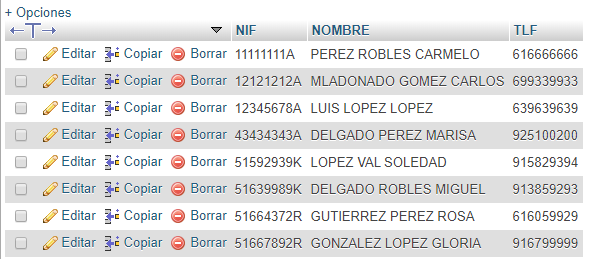 + Opciones
NIF NOMBRE TLF
Editar Copiar Borrar 11111111A PEREZ ROBLES CARMELO 616666666
Editar Copiar Borrar 12121212A MLADONADO GOMEZ CARLOS 699339933
Editar Copiar Borrar 12345678A LUIS LOPEZ LOPEZ 639639639
Editar Copiar Borrar 43434343A DELGADO PEREZ MARISA 925100200
Editar Copiar Borrar 51592939K LOPEZ VAL SOLEDAD 915829394
Editar Copiar Borrar 51639989K DELGADO ROBLES MIGUEL 913859293
Editar Copiar Borrar 51664372R GUTIERREZ PEREZ ROSA 616059929
Editar Copiar Borrar 51667892R GONZALEZ LOPEZ GLORIA 916799999